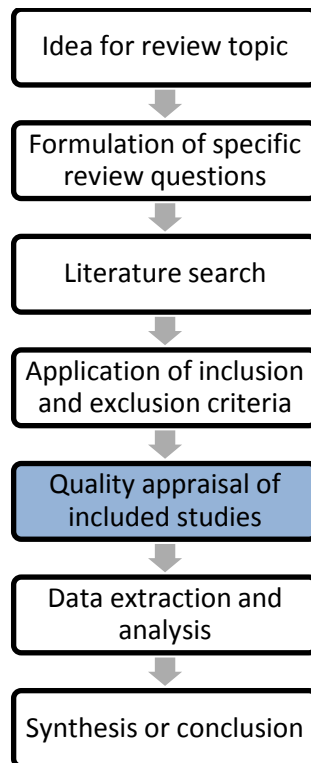 Idea for review topic
Formulation of specific
review questions
Literature search
Application of inclusion
and exclusion criteria
Quality appraisal of
included studies
Data extraction and
analysis
Synthesis or conclusion